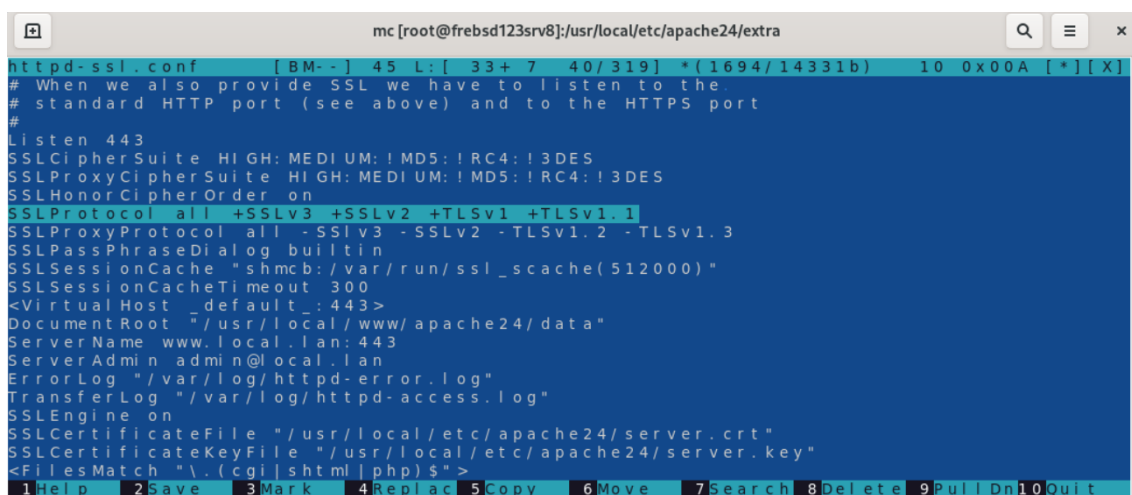 mc [root@frebsd123srv8]:/usr/local/etc/apache24/extra
httpd-ssl.conf [BM--] 45 L:[ 33+ 7 40/319] *(1694/14331b) 10 0x00A [*][X]
# When we also provide SSL we have to listen to the.
# standard HTTP port (see above) and to the HTTPS port
#
Listen 443
SSLCipherSuite HIGH:MEDIUM:!MD5:!RC4:!3DES
SSLProxyCipherSuite HIGH:MEDIUM:!MD5:!RC4:!3DES
SSLHonorCipherOrder on
SSLProtocol all +SSLv3 +SSLv2 +TLSv1 +TLSv1.1
SSLProxyProtocol all -SSlv3 -SSLv2 -TLSv1.2 -TLSv1.3
SSLPassPhraseDialog builtin
SSLSessionCache "shmcb:/var/run/ssl_scache(512000)"
SSLSessionCacheTimeout 300
<VirtualHost _default_:443>
DocumentRoot "/usr/local/www/apache24/data"
ServerName www.local.lan:443
ServerAdmin admin@local.lan
ErrorLog "/var/log/httpd-error.log"
TransferLog "/var/log/httpd-access.log"
SSLEngine on
SSLCertificateFile "/usr/local/etc/apache24/server.crt"
SSLCertificateKeyFile "/usr/local/etc/apache24/server.key"
<FilesMatch "\.(cgi|shtml|php)$">
1Help 2Save 3Mark 4Replac 5Copy 6Move 7Search 8Delete 9PullDn 10Quit